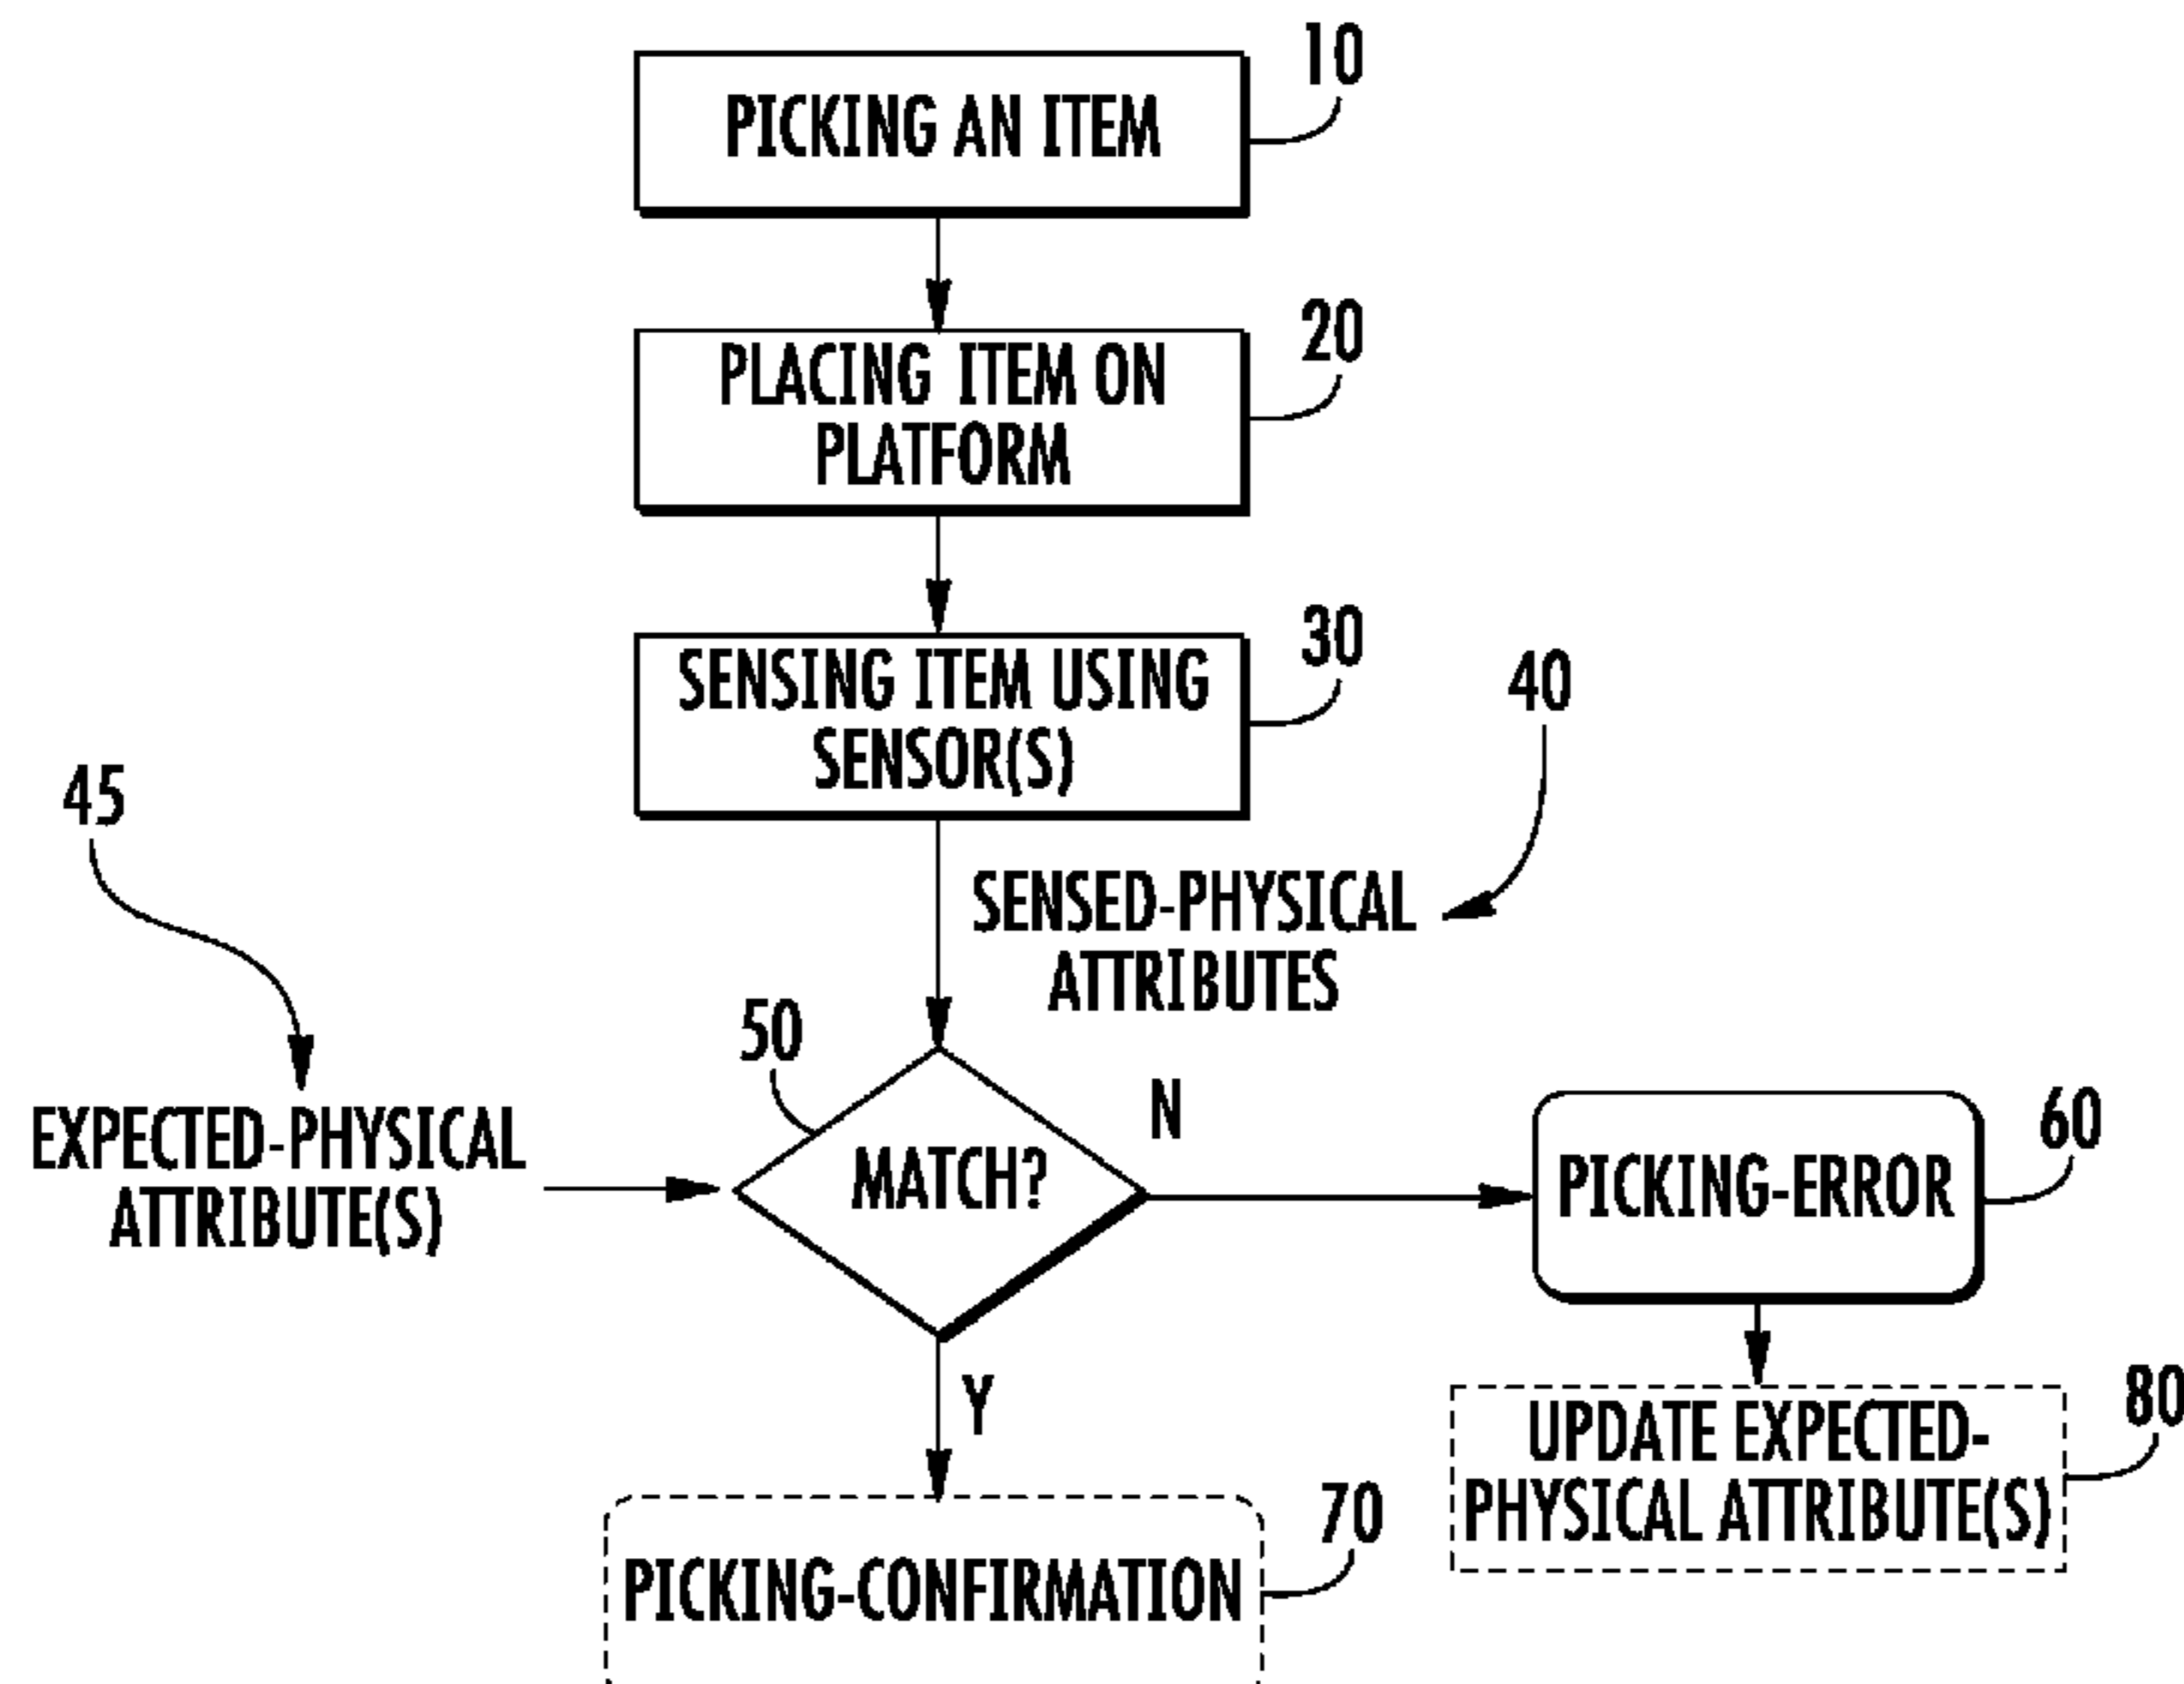 10
PICKING AN ITEM
20
PLACING ITEM ON
PLATFORM
30
SENSING ITEM USING
SENSOR(S)
40
45
SENSED-PHYSICAL
ATTRIBUTES
50
N
EXPECTED-PHYSICAL
ATTRIBUTE(S)
MATCH?
60
PICKING-ERROR
Y
80
UPDATE EXPECTED-
PHYSICAL ATTRIBUTE(S)
70
PICKING-CONFIRMATION